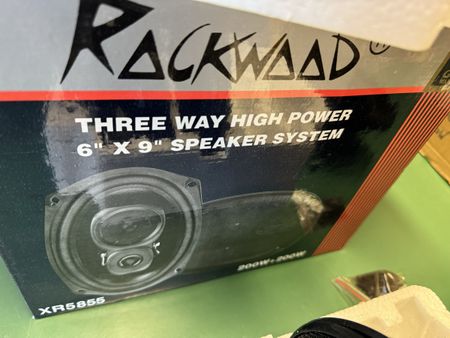 ROCKWOOD
THREE WAY HIGH POWER
6" X 9" SPEAKER SYSTEM
200W+200W
XR5855